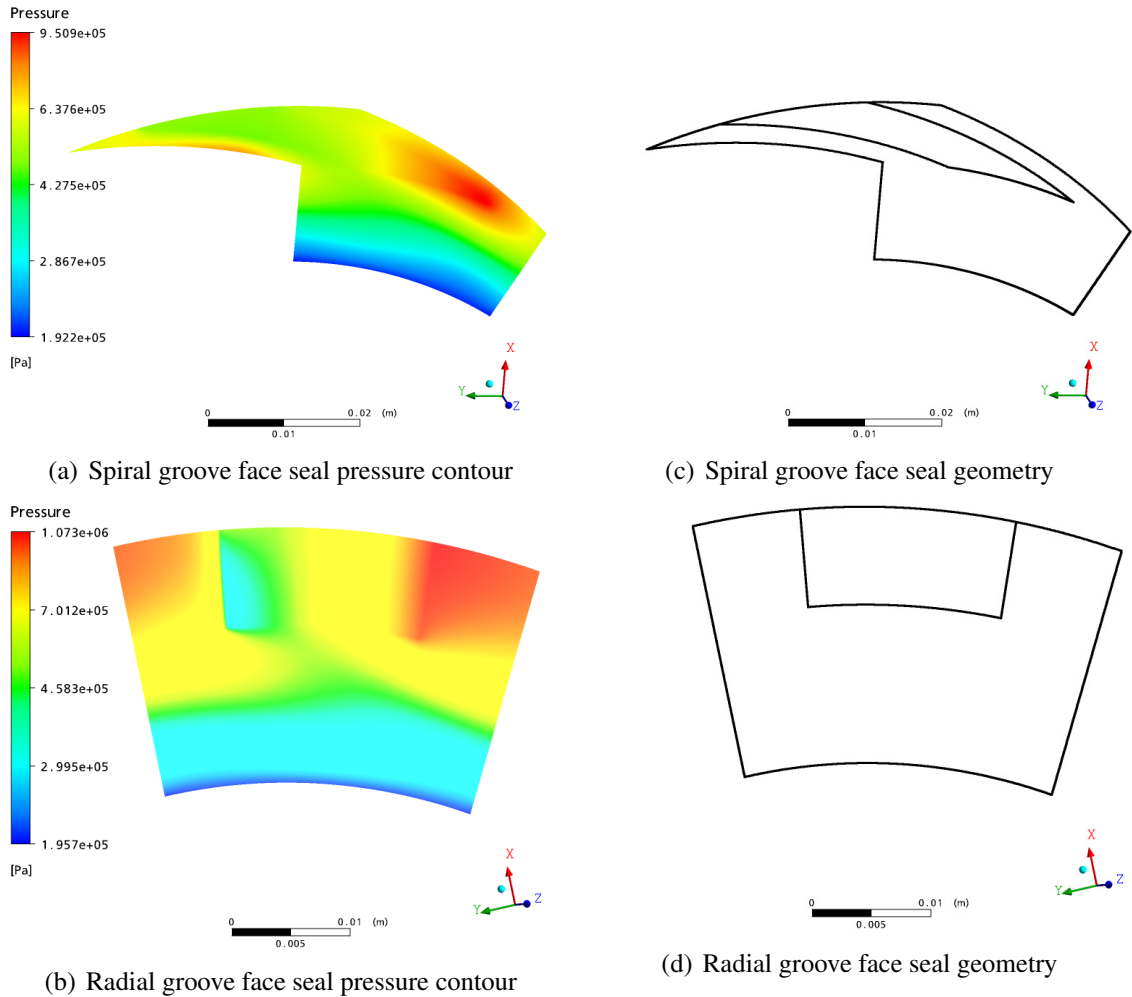 Pressure
9.509e+05
6.376e+05
4.275e+05
2.867e+05
1.922e+05
[Pa]
X
Y
Z
0 0.02 (m)
0.01
(a) Spiral groove face seal pressure contour
X
Y
Z
0 0.02 (m)
0.01
(c) Spiral groove face seal geometry
Pressure
1.073e+06
7.012e+05
4.583e+05
2.995e+05
1.957e+05
[Pa]
X
Y
Z
0 0.01 (m)
0.005
(b) Radial groove face seal pressure contour
X
Y
Z
0 0.01 (m)
0.005
(d) Radial groove face seal geometry